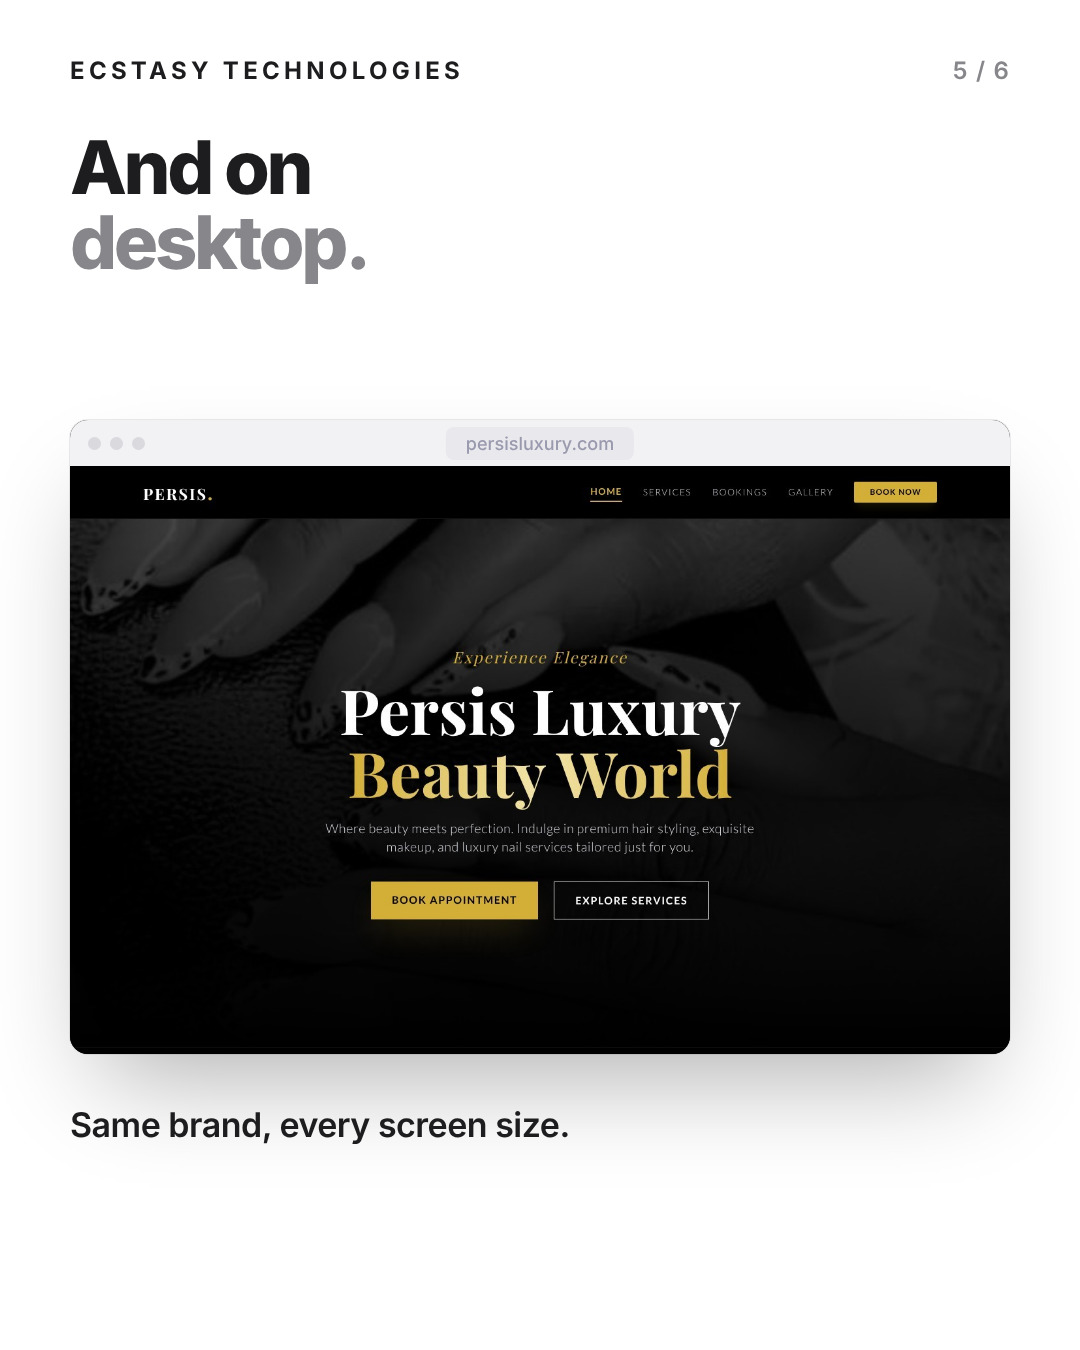 ECSTASY TECHNOLOGIES
5 / 6
And on
desktop.
persisluxury.com
PERSIS.
HOME SERVICES BOOKINGS GALLERY BOOK NOW
Experience Elegance
Persis Luxury
Beauty World
Where beauty meets perfection. Indulge in premium hair styling, exquisite
makeup, and luxury nail services tailored just for you.
BOOK APPOINTMENT EXPLORE SERVICES
Same brand, every screen size.